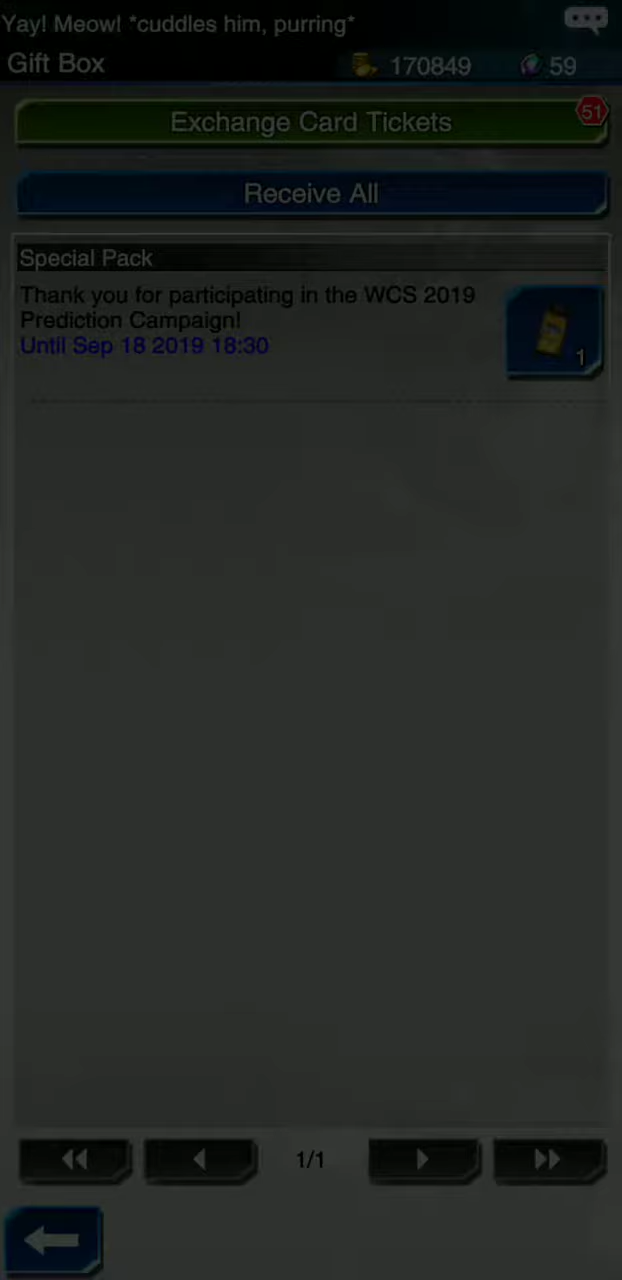 Yay! Meow! *cuddles him, purring*
Gift Box
170849
59
51
Exchange Card Tickets
Receive All
Special Pack
Thank you for participating in the WCS 2019
Prediction Campaign!
Until Sep 18 2019 18:30
1
1/1